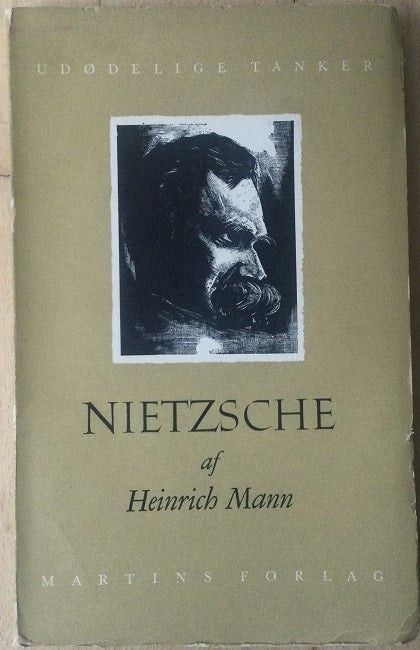 UDØDELIGE TANKER
NIETZSCHE
af
Heinrich Mann
MARTINS FORLAG